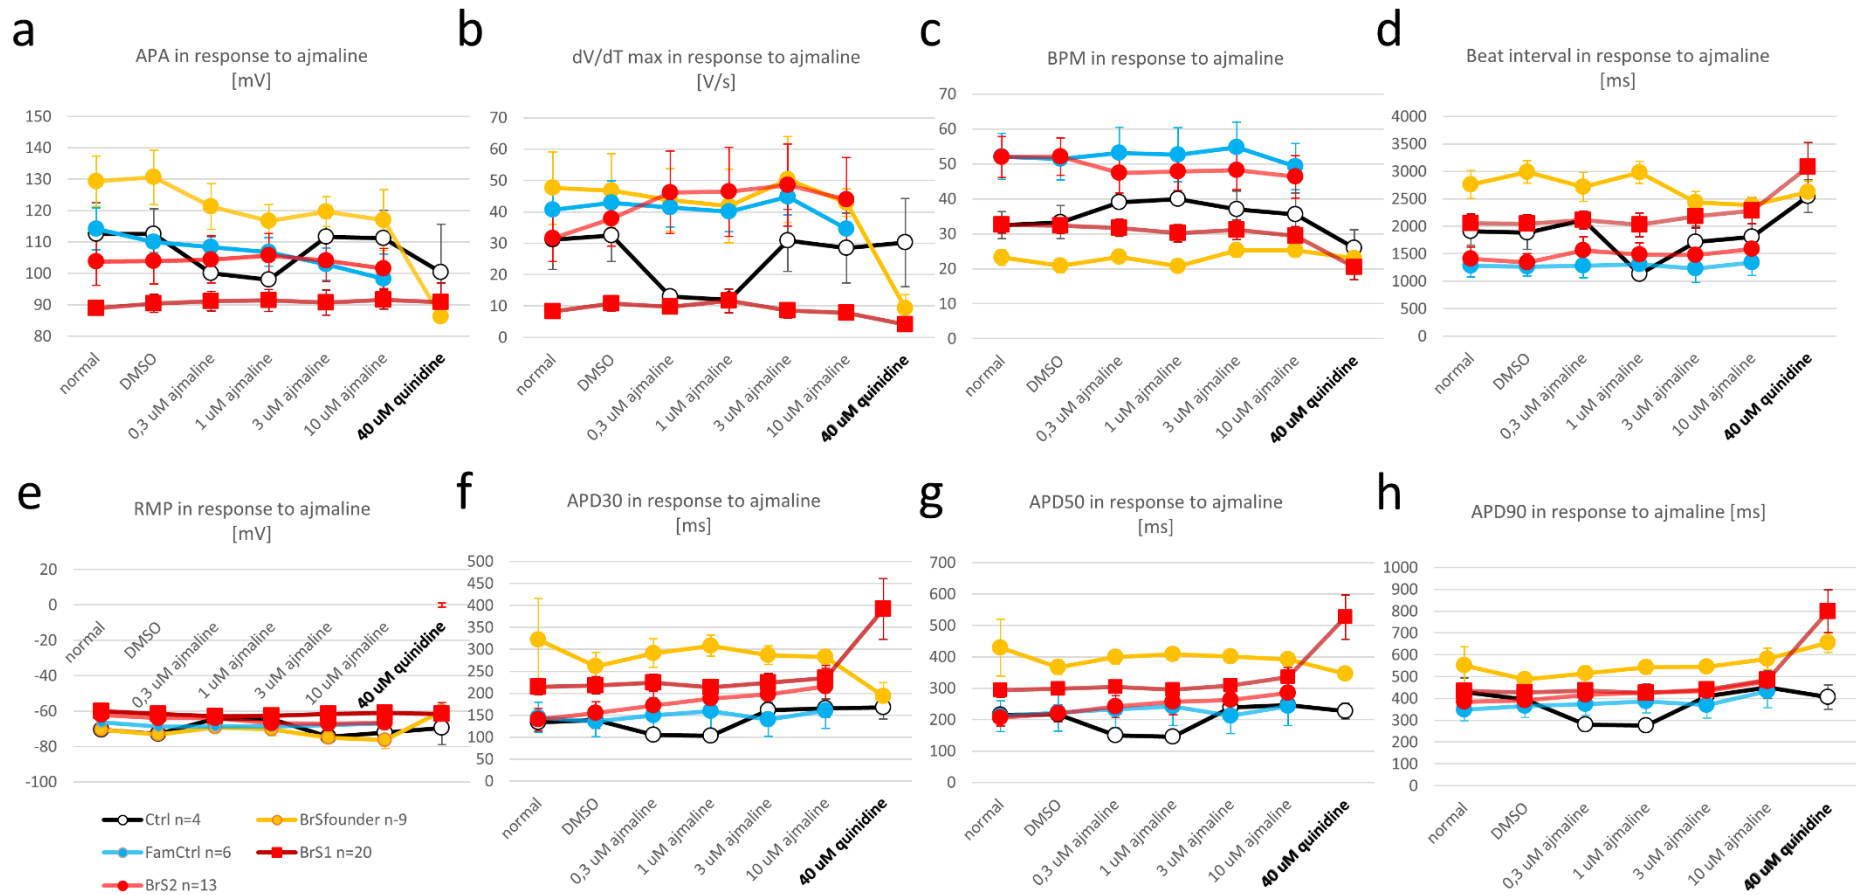 a
APA in response to ajmaline
[mV]
150
140
130
120
110
100
90
80
normal
DMSO
0,3 uM ajmaline
1 uM ajmaline
3 uM ajmaline
10 uM ajmaline
40 uM quinidine
b
dV/dT max in response to ajmaline
[V/s]
70
60
50
40
30
20
10
0
normal
DMSO
0,3 uM ajmaline
1 uM ajmaline
3 uM ajmaline
10 uM ajmaline
40 uM quinidine
c
BPM in response to ajmaline
70
60
50
40
30
20
10
0
normal
DMSO
0,3 uM ajmaline
1 uM ajmaline
3 uM ajmaline
10 uM ajmaline
40 uM quinidine
d
Beat interval in response to ajmaline
[ms]
4000
3500
3000
2500
2000
1500
1000
500
0
normal
DMSO
0,3 uM ajmaline
1 uM ajmaline
3 uM ajmaline
10 uM ajmaline
40 uM quinidine
e
RMP in response to ajmaline
[mV]
20
0
-20
-40
-60
-80
-100
normal
DMSO
0,3 uM ajmaline
1 uM ajmaline
3 uM ajmaline
10 uM ajmaline
40 uM quinidine
Ctrl n=4
BrSfounder n-9
FamCtrl n=6
BrS1 n=20
BrS2 n=13
f
APD30 in response to ajmaline
[ms]
500
450
400
350
300
250
200
150
100
50
0
normal
DMSO
0,3 uM ajmaline
1 uM ajmaline
3 uM ajmaline
10 uM ajmaline
40 uM quinidine
g
APD50 in response to ajmaline
[ms]
700
600
500
400
300
200
100
0
normal
DMSO
0,3 uM ajmaline
1 uM ajmaline
3 uM ajmaline
10 uM ajmaline
40 uM quinidine
h
APD90 in response to ajmaline [ms]
1000
900
800
700
600
500
400
300
200
100
0
normal
DMSO
0,3 uM ajmaline
1 uM ajmaline
3 uM ajmaline
10 uM ajmaline
40 uM quinidine